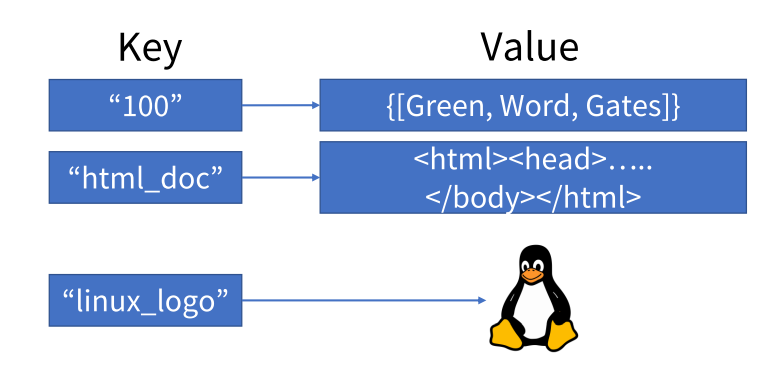 Key
Value
“100”
{[Green, Word, Gates]}
“html_doc”
<html><head>…..
</body></html>
“linux_logo”